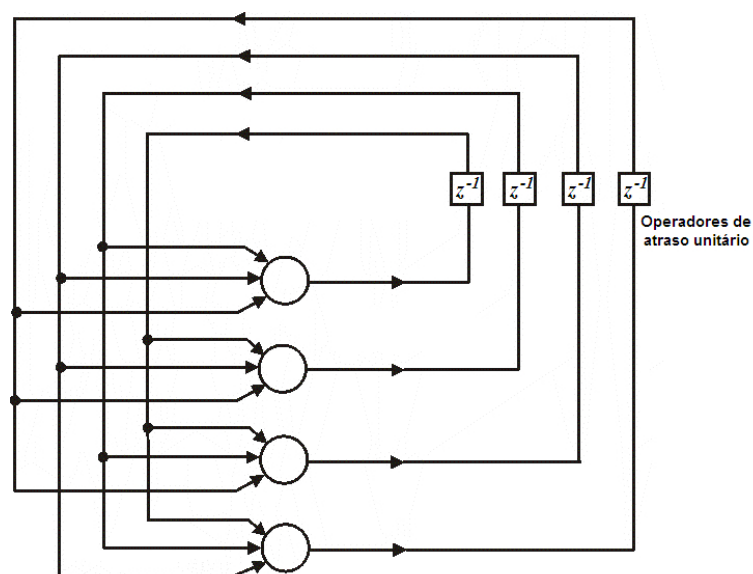 z⁻¹ z⁻¹ z⁻¹ z⁻¹
Operadores de
atraso unitário